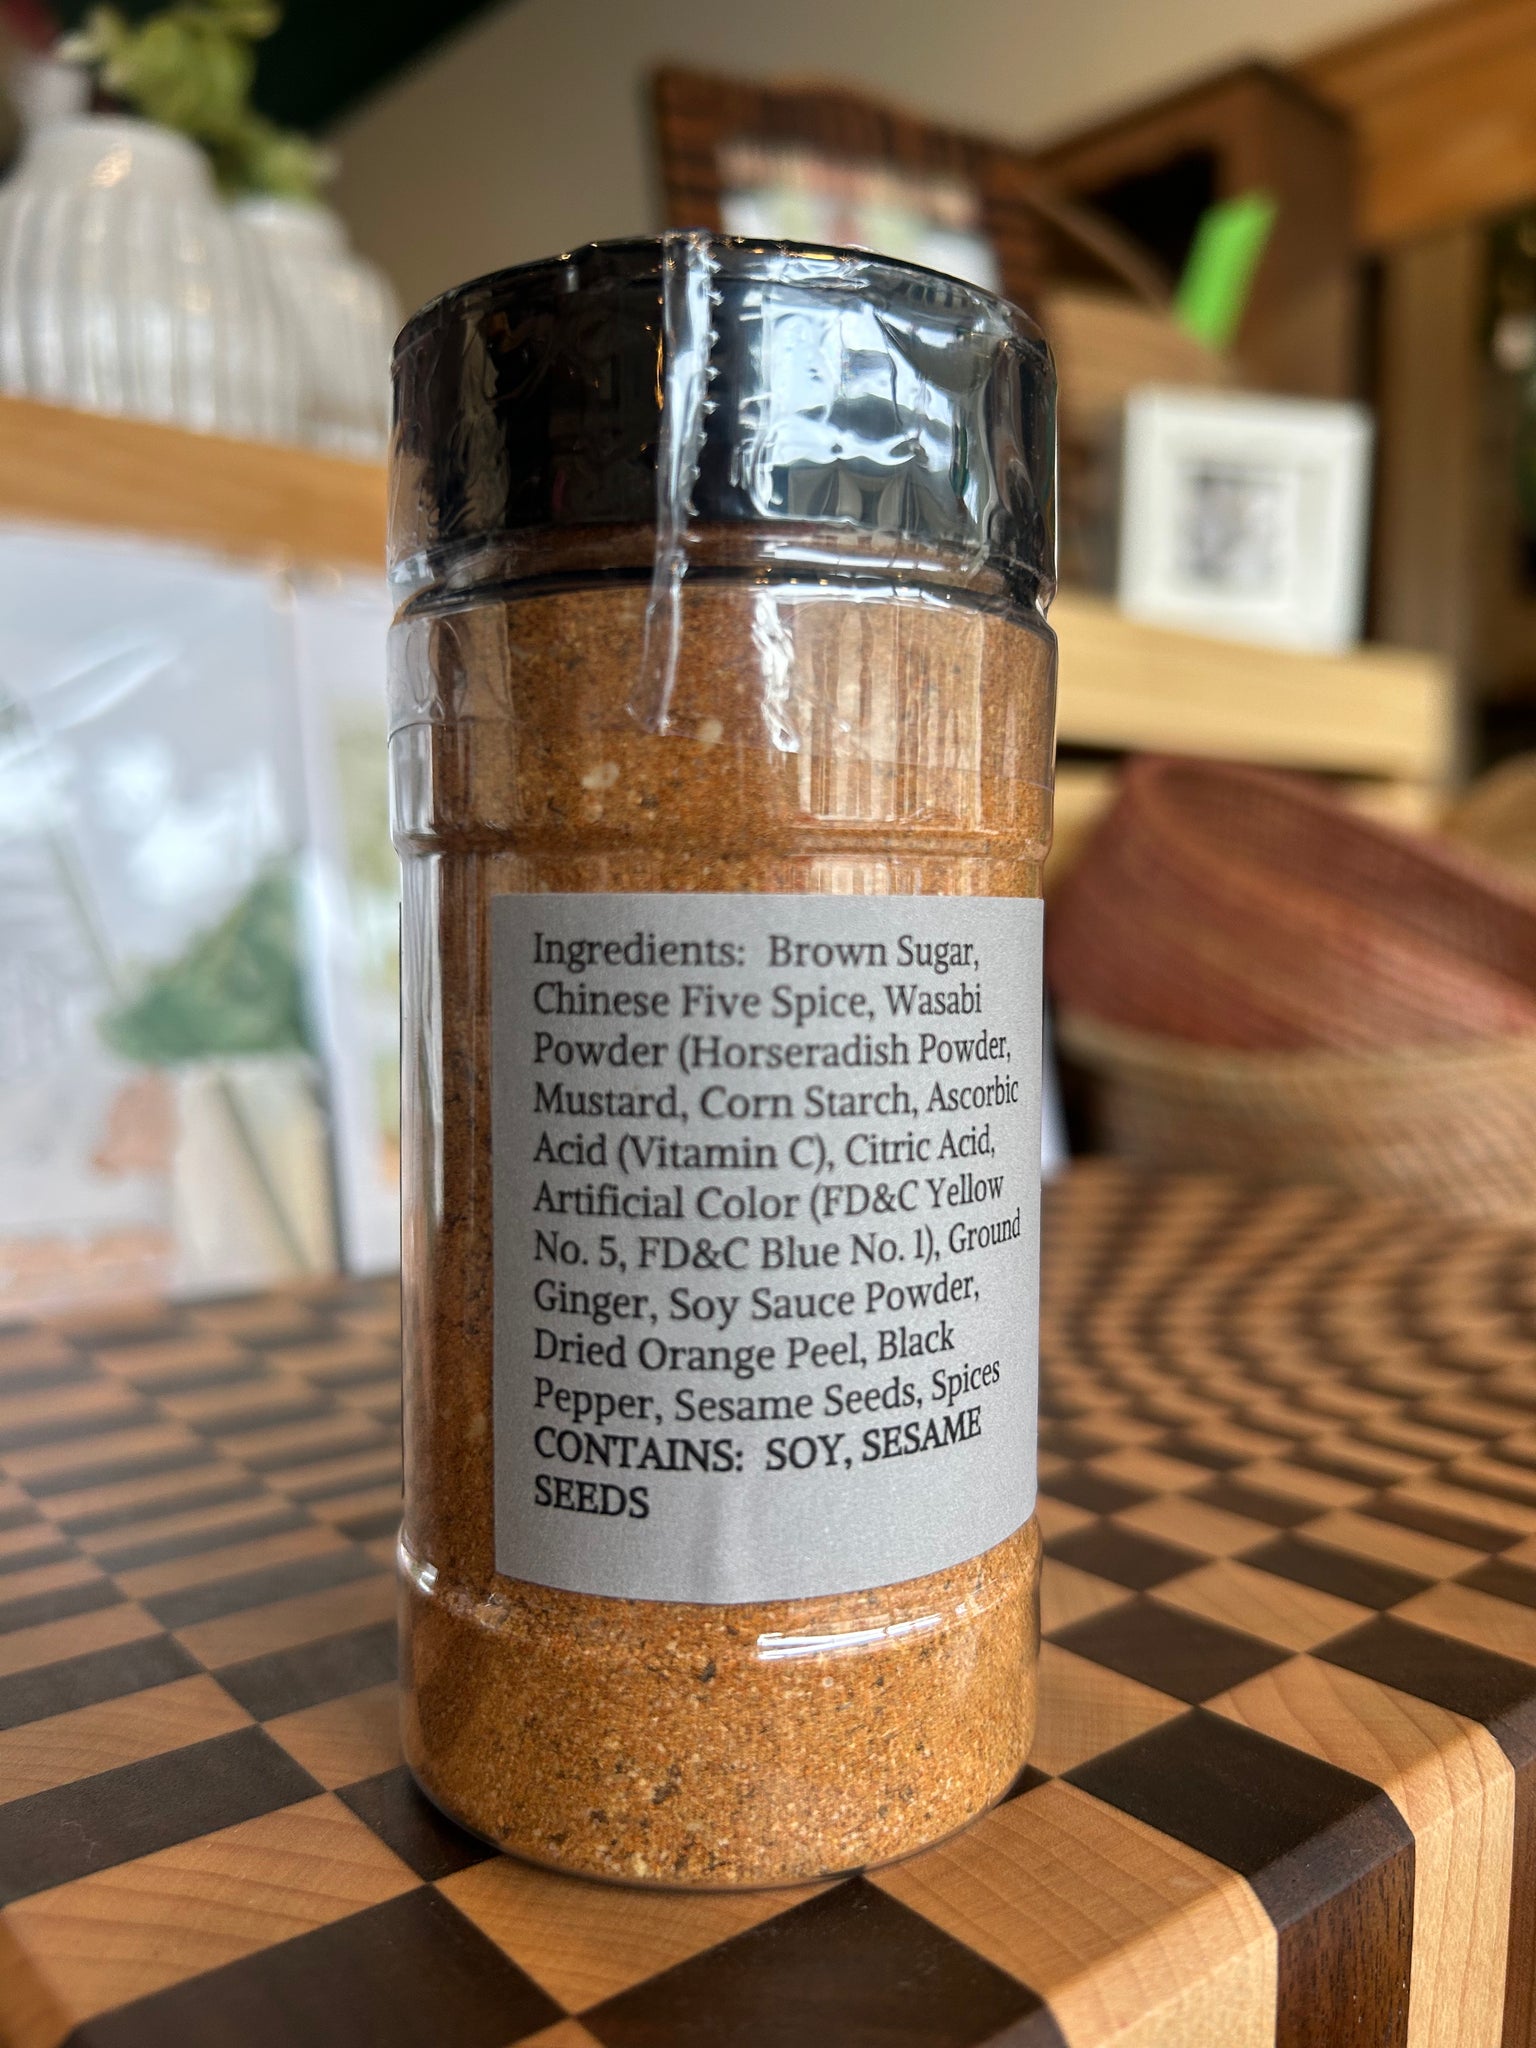 Ingredients:  Brown Sugar,
Chinese Five Spice, Wasabi
Powder (Horseradish Powder,
Mustard, Corn Starch, Ascorbic
Acid (Vitamin C), Citric Acid,
Artificial Color (FD&C Yellow
No. 5, FD&C Blue No. 1), Ground
Ginger, Soy Sauce Powder,
Dried Orange Peel, Black
Pepper, Sesame Seeds, Spices
CONTAINS:  SOY, SESAME
SEEDS